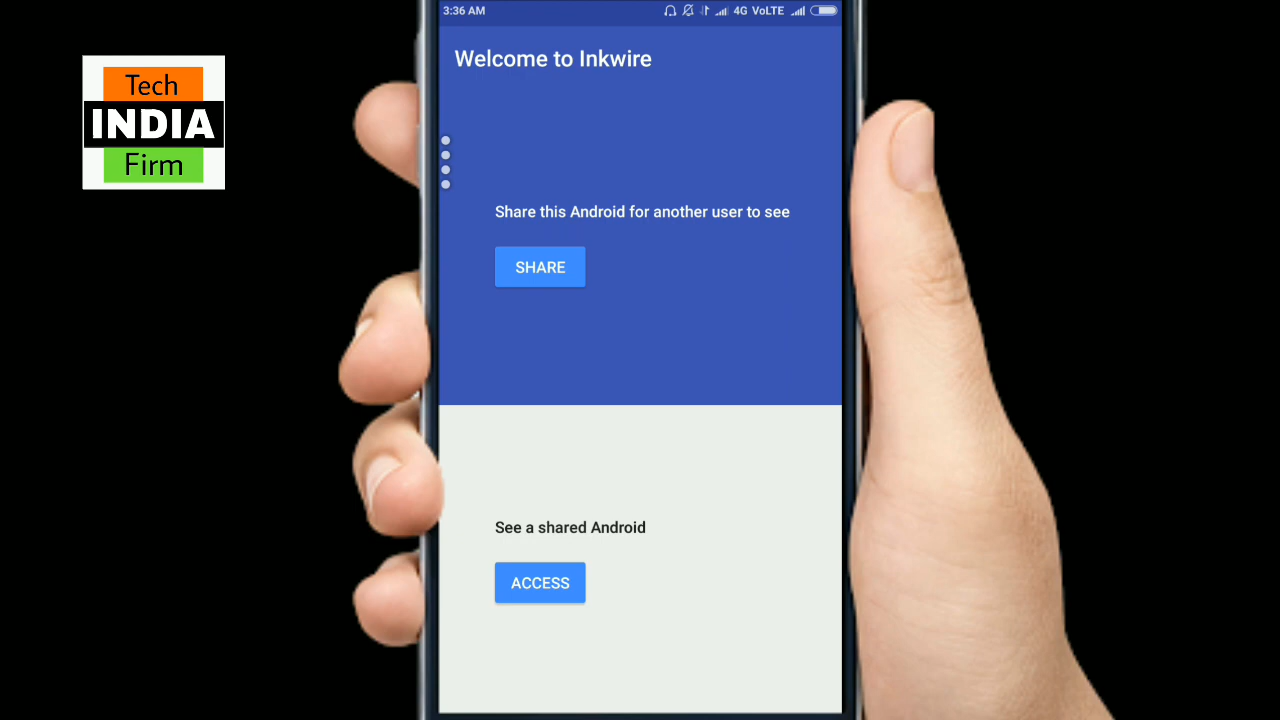 3:36 AM 4G VoLTE
Welcome to Inkwire
Tech
INDIA
Firm
Share this Android for another user to see
SHARE
See a shared Android
ACCESS